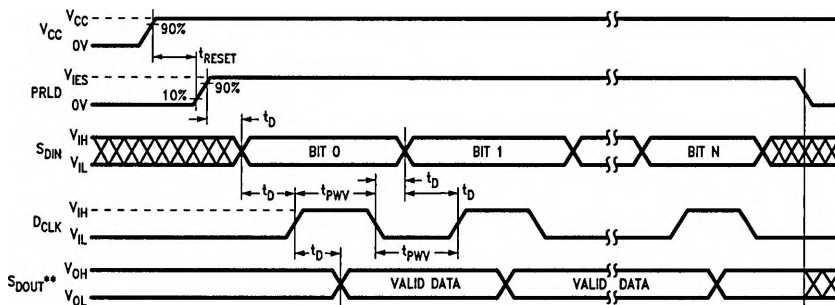 VCC
VCC
90%
0V
tRESET
VIES
PRLD
10%
90%
0V
tD
SDIN
VIH
BIT 0
BIT 1
BIT N
VIL
tD
tPWV
tD
tD
DCLK
VIH
VIL
tPWV
tD
SDOUT**
VOH
VALID DATA
VALID DATA
VOL